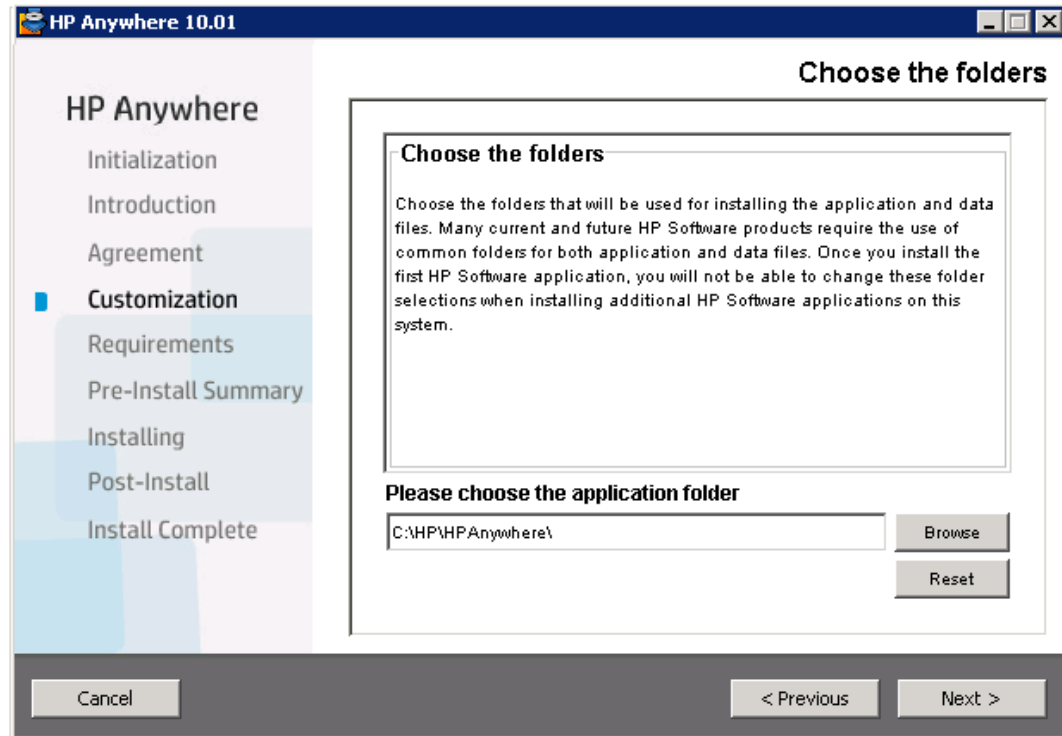 HP Anywhere 10.01
Choose the folders
HP Anywhere
Initialization
Introduction
Agreement
Customization
Requirements
Pre-Install Summary
Installing
Post-Install
Install Complete
Choose the folders
Choose the folders that will be used for installing the application and data
files. Many current and future HP Software products require the use of
common folders for both application and data files. Once you install the
first HP Software application, you will not be able to change these folder
selections when installing additional HP Software applications on this
system.
Please choose the application folder
C:\HP\HPAnywhere\
Browse
Reset
Cancel
< Previous
Next >